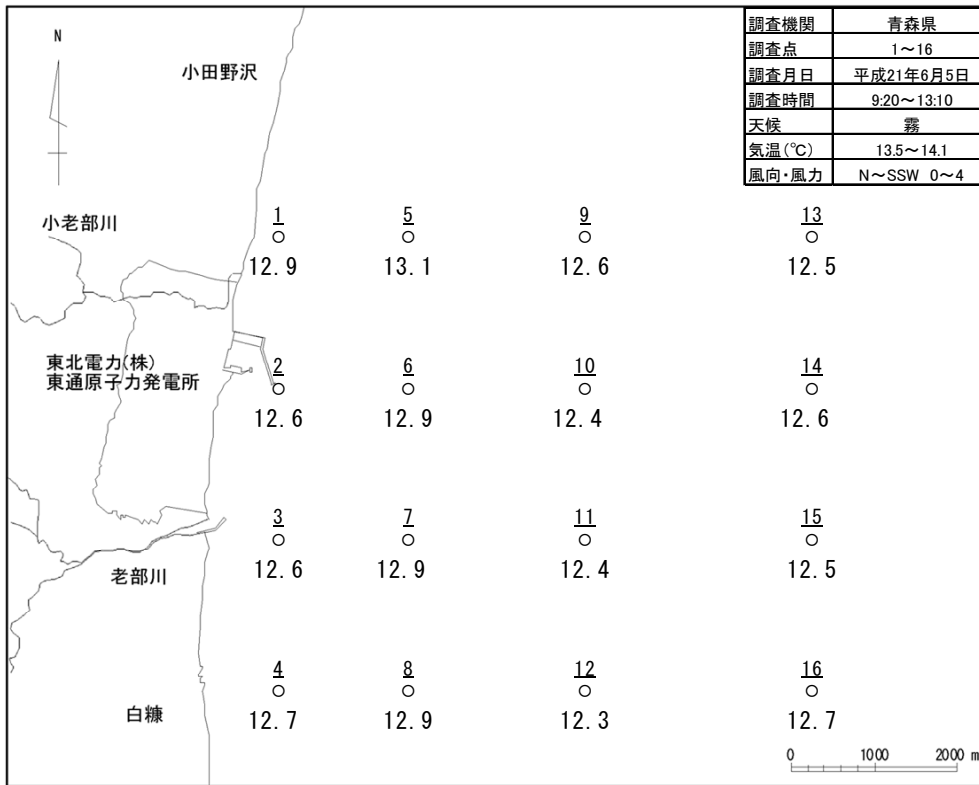 調査機関 青森県
調査点 1～16
調査月日 平成21年6月5日
調査時間 9:20～13:10
天候 霧
気温(℃) 13.5～14.1
風向・風力 N～SSW 0～4
N
小田野沢
小老部川
1 5 9 13
12.9 13.1 12.6 12.5
東北電力(株)
東通原子力発電所
2 6 10 14
12.6 12.9 12.4 12.6
3 7 11 15
12.6 12.9 12.4 12.5
老部川
4 8 12 16
12.7 12.9 12.3 12.7
白糠
0 1000 2000 m